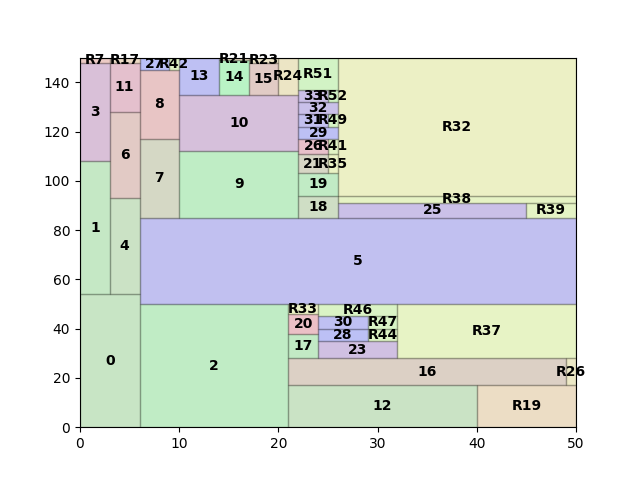 R7 R17 27 R42 R21 R23
13 14 15 R24 R51
140
3 11 8 33 R52
32
120 10 31 R49 R32
29
6 26 R41
100 7 21 R35
9 19
18 R38
80 1 4 25 R39
60 5
R33 R46
40 20 30 R47
17 28 R44 R37
0 2 23
20 16 R26
12 R19
0
0 10 20 30 40 50